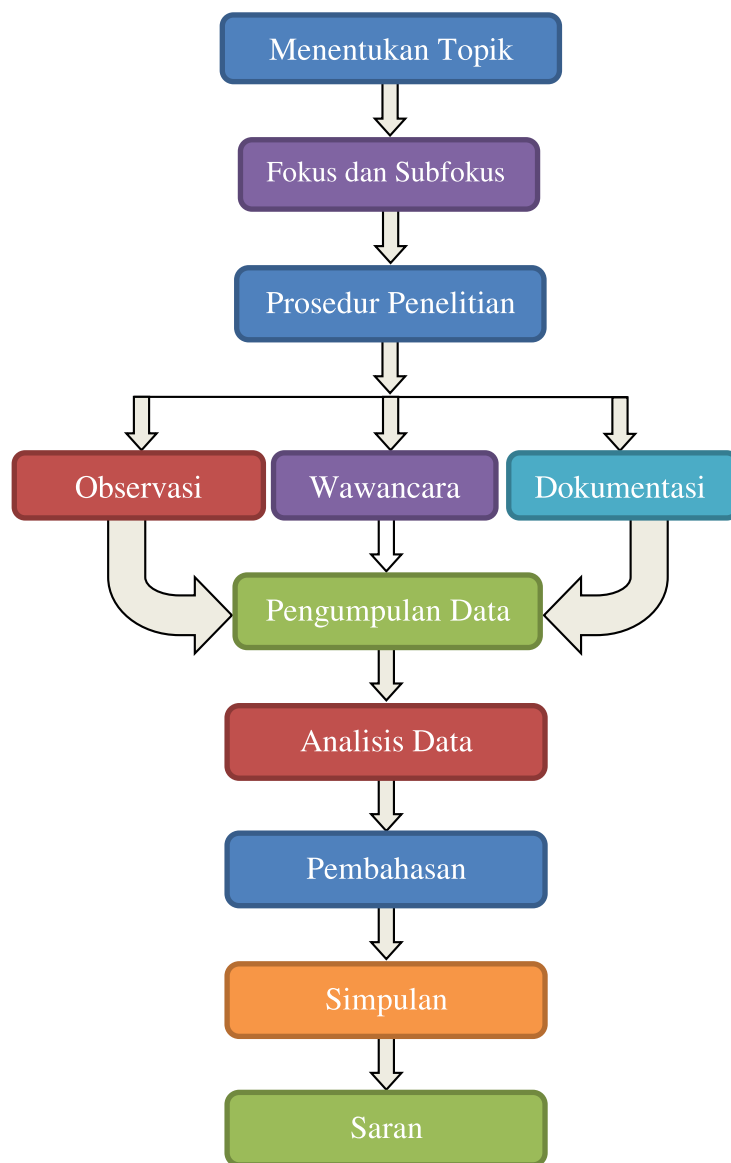 Menentukan Topik
Fokus dan Subfokus
Prosedur Penelitian
Observasi
Wawancara
Dokumentasi
Pengumpulan Data
Analisis Data
Pembahasan
Simpulan
Saran